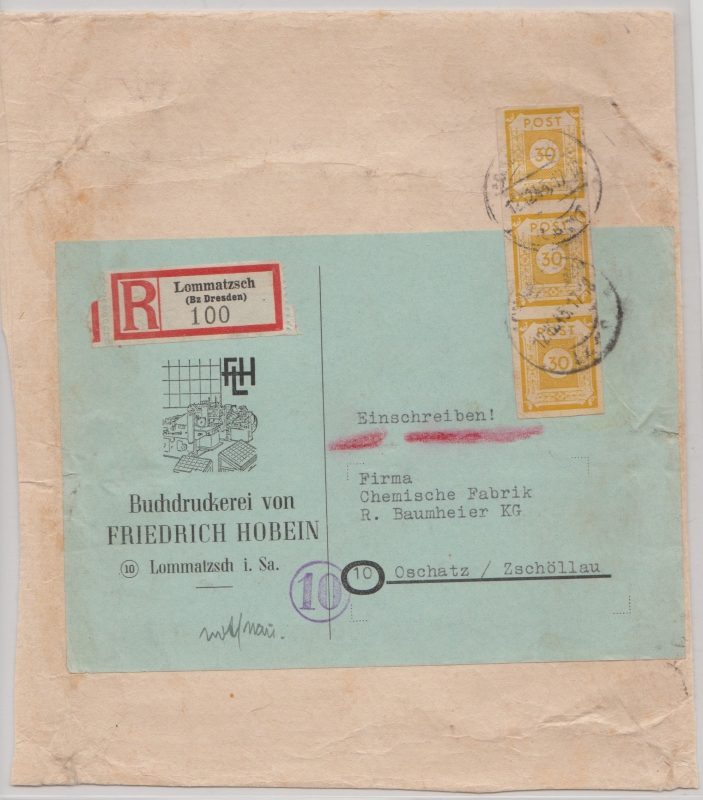 POST
30
POST
30
POST
30
R
Lommatzsch
(Bz Dresden)
100
FLH
Einschreiben!
Firma
Chemische Fabrik
R. Baumheier KG
Buchdruckerei von
FRIEDRICH HOBEIN
10 Lommatzsch i. Sa.
10
10 Oschatz / Zschöllau